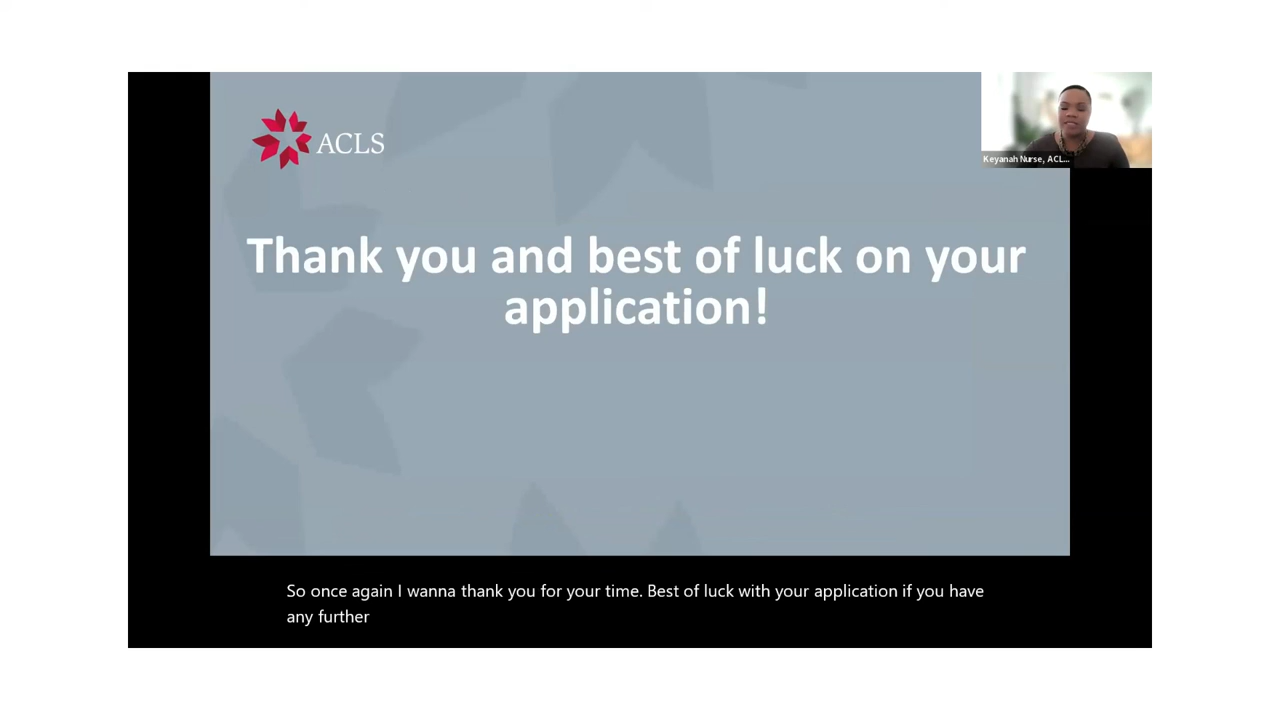 ACLS
Keyanah Nurse, ACL...
Thank you and best of luck on your
application!
So once again I wanna thank you for your time. Best of luck with your application if you have
any further